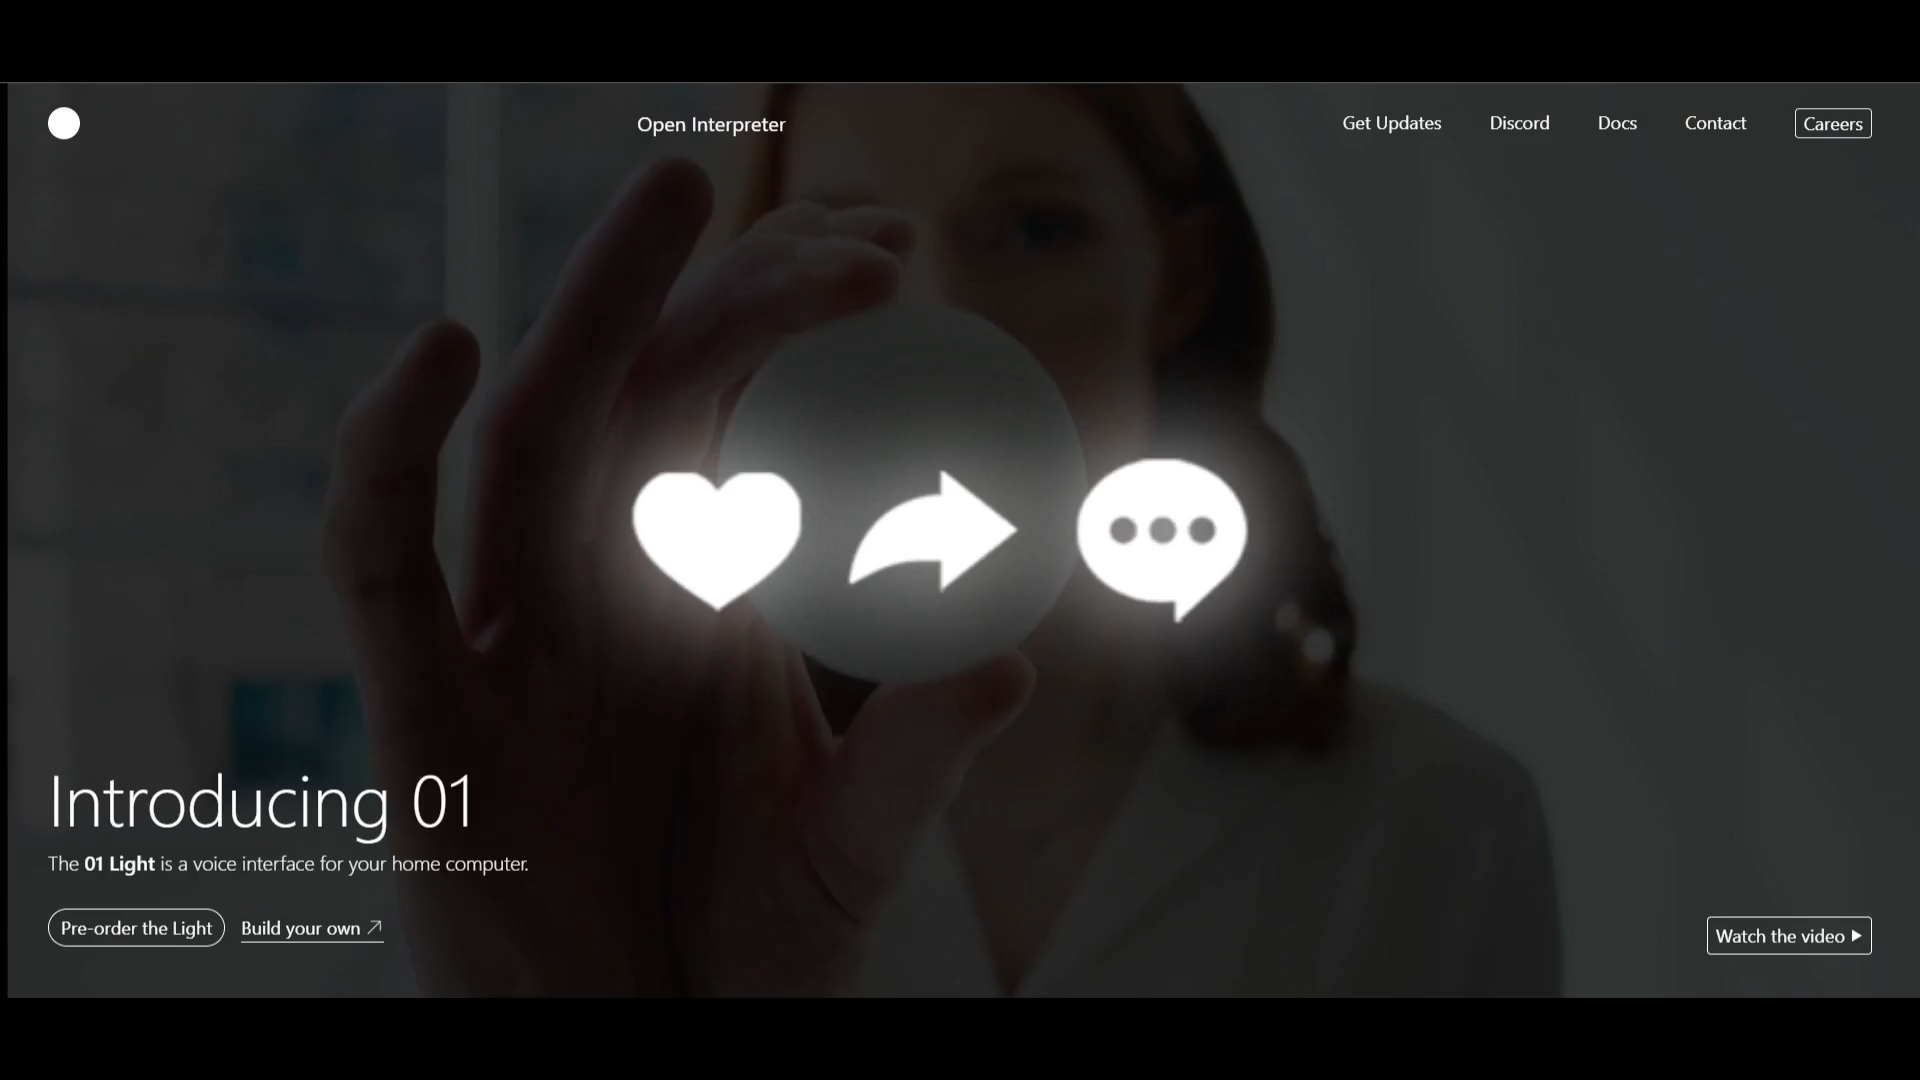 Open Interpreter
Get Updates
Discord
Docs
Contact
Careers
Introducing 01
The 01 Light is a voice interface for your home computer.
Pre-order the Light
Build your own
Watch the video